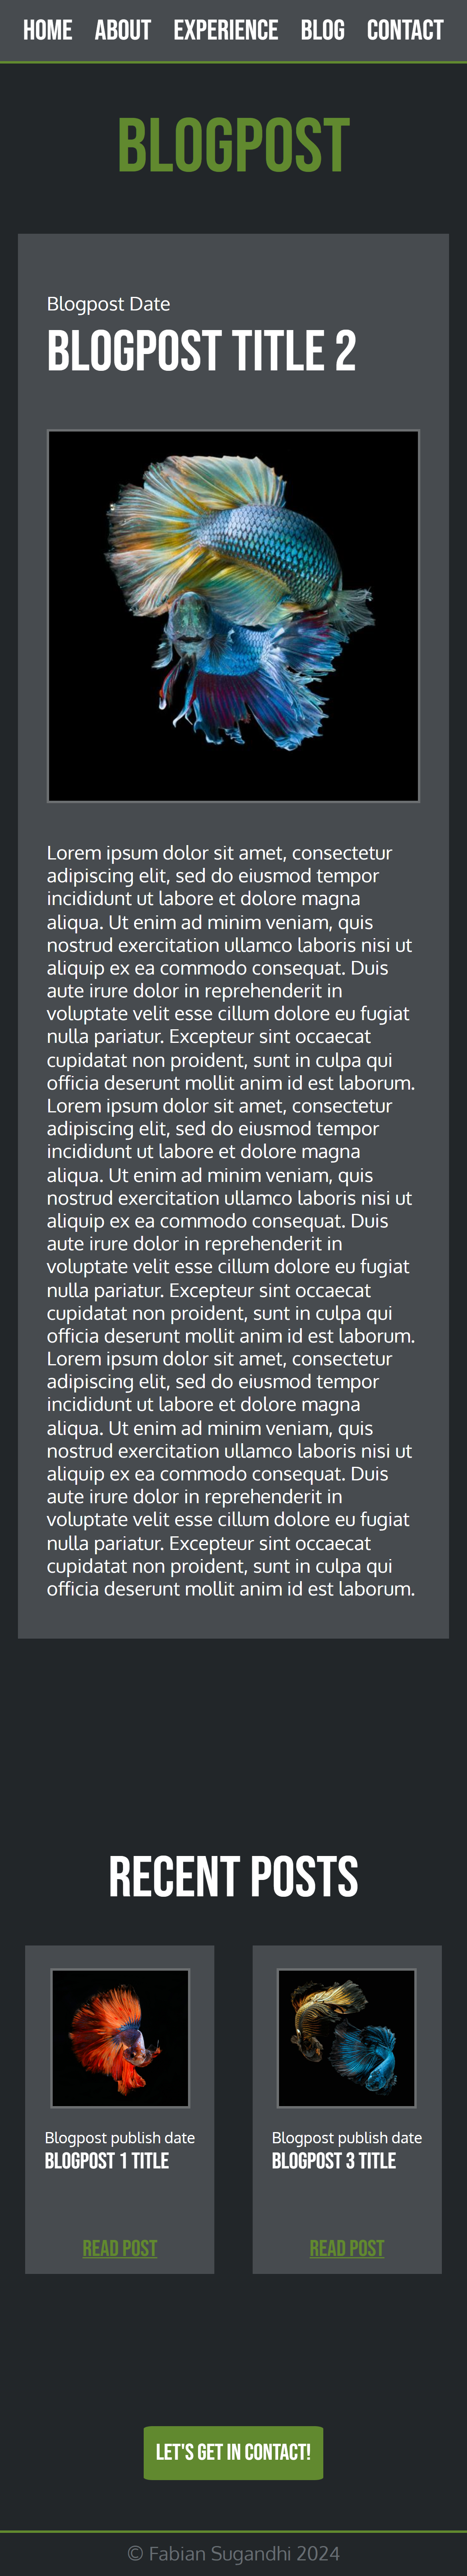 HOME ABOUT EXPERIENCE BLOG CONTACT
BLOGPOST
Blogpost Date
BLOGPOST TITLE 2
Lorem ipsum dolor sit amet, consectetur
adipiscing elit, sed do eiusmod tempor
incididunt ut labore et dolore magna
aliqua. Ut enim ad minim veniam, quis
nostrud exercitation ullamco laboris nisi ut
aliquip ex ea commodo consequat. Duis
aute irure dolor in reprehenderit in
voluptate velit esse cillum dolore eu fugiat
nulla pariatur. Excepteur sint occaecat
cupidatat non proident, sunt in culpa qui
officia deserunt mollit anim id est laborum.
Lorem ipsum dolor sit amet, consectetur
adipiscing elit, sed do eiusmod tempor
incididunt ut labore et dolore magna
aliqua. Ut enim ad minim veniam, quis
nostrud exercitation ullamco laboris nisi ut
aliquip ex ea commodo consequat. Duis
aute irure dolor in reprehenderit in
voluptate velit esse cillum dolore eu fugiat
nulla pariatur. Excepteur sint occaecat
cupidatat non proident, sunt in culpa qui
officia deserunt mollit anim id est laborum.
Lorem ipsum dolor sit amet, consectetur
adipiscing elit, sed do eiusmod tempor
incididunt ut labore et dolore magna
aliqua. Ut enim ad minim veniam, quis
nostrud exercitation ullamco laboris nisi ut
aliquip ex ea commodo consequat. Duis
aute irure dolor in reprehenderit in
voluptate velit esse cillum dolore eu fugiat
nulla pariatur. Excepteur sint occaecat
cupidatat non proident, sunt in culpa qui
officia deserunt mollit anim id est laborum.
RECENT POSTS
Blogpost publish date
BLOGPOST 1 TITLE
READ POST
Blogpost publish date
BLOGPOST 3 TITLE
READ POST
LET'S GET IN CONTACT!
© Fabian Sugandhi 2024